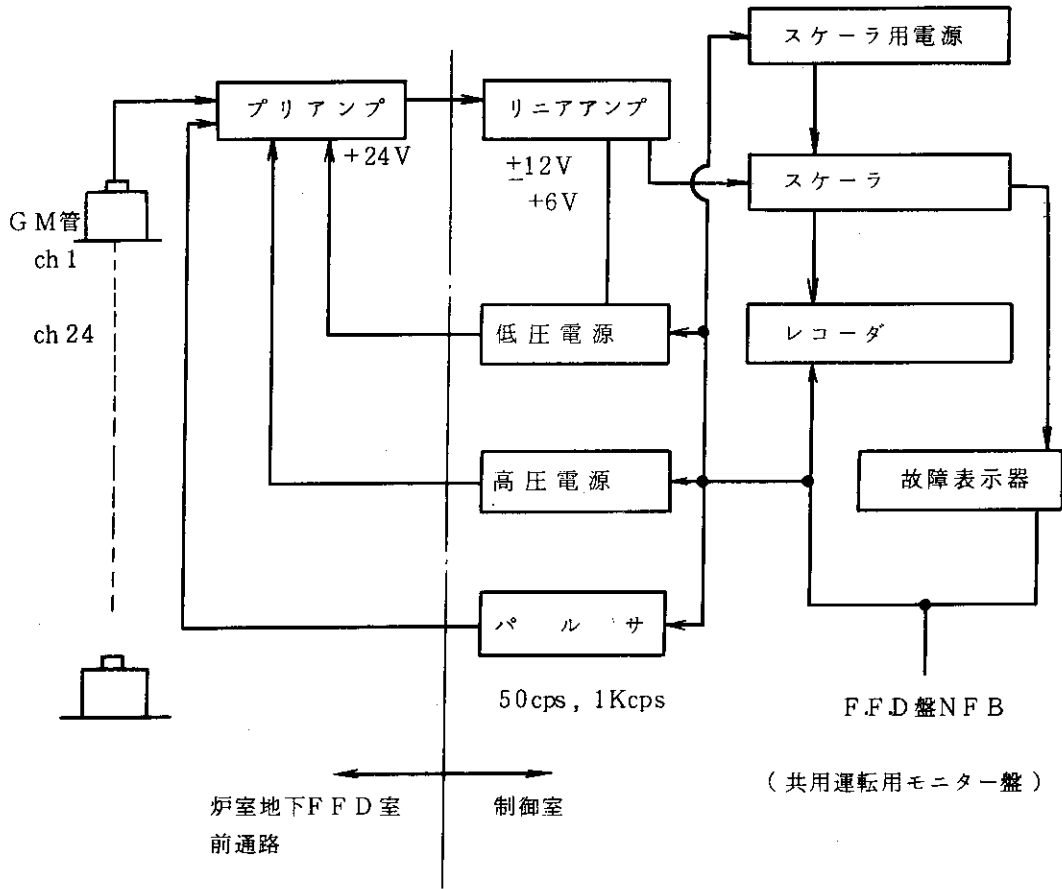 スケーラ用電源
プリアンプ
リニアアンプ
+24V
±12V
+6V
スケーラ
GM管
ch 1
ch 24
低圧電源
レコーダ
高圧電源
故障表示器
パルサ
50cps , 1Kcps
F.F.D盤NFB
(共用運転用モニター盤)
炉室地下FFD室
前通路
制御室